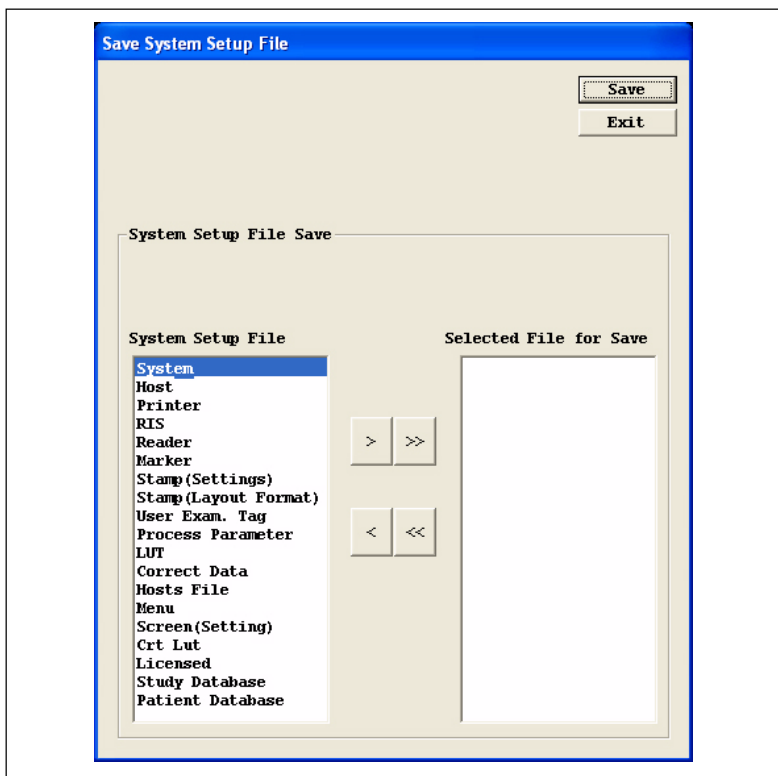 Save System Setup File
Save
Exit
System Setup File Save
System Setup File
Selected File for Save
System
Host
Printer
RIS
Reader
Marker
Stamp(Settings)
Stamp(Layout Format)
User Exam. Tag
Process Parameter
LUT
Correct Data
Hosts File
Menu
Screen(Setting)
Crt Lut
Licensed
Study Database
Patient Database
>
>>
<
<<